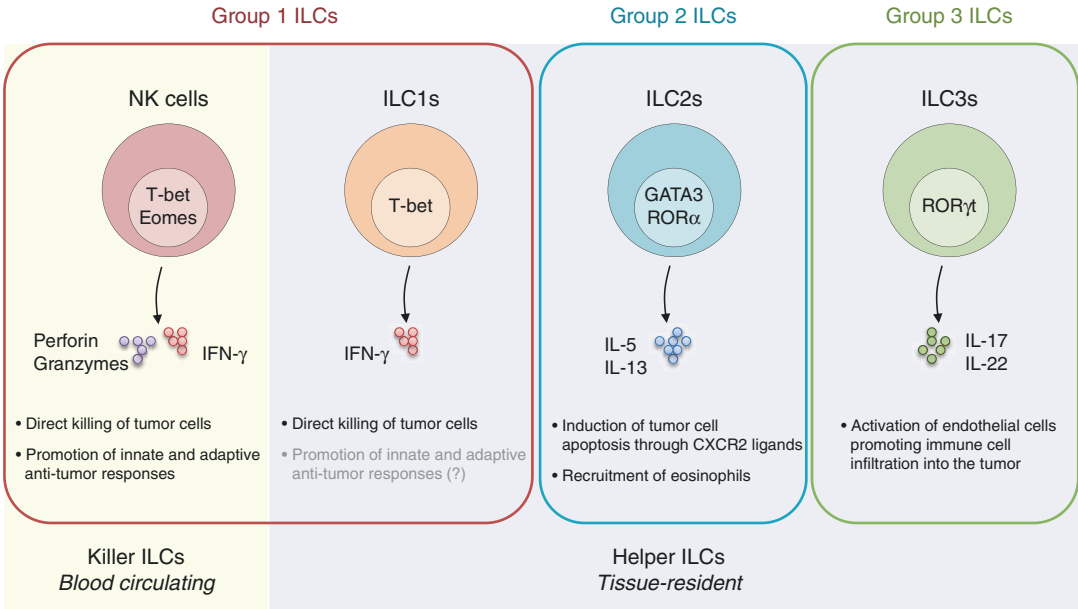 Group 1 ILCs
Group 2 ILCs
Group 3 ILCs
NK cells
T-bet
Eomes
Perforin
Granzymes
IFN-γ
• Direct killing of tumor cells
• Promotion of innate and adaptive
anti-tumor responses
ILC1s
T-bet
IFN-γ
• Direct killing of tumor cells
• Promotion of innate and adaptive
anti-tumor responses (?)
ILC2s
GATA3
RORα
IL-5
IL-13
• Induction of tumor cell
apoptosis through CXCR2 ligands
• Recruitment of eosinophils
ILC3s
RORγt
IL-17
IL-22
• Activation of endothelial cells
promoting immune cell
infiltration into the tumor
Killer ILCs
Blood circulating
Helper ILCs
Tissue-resident